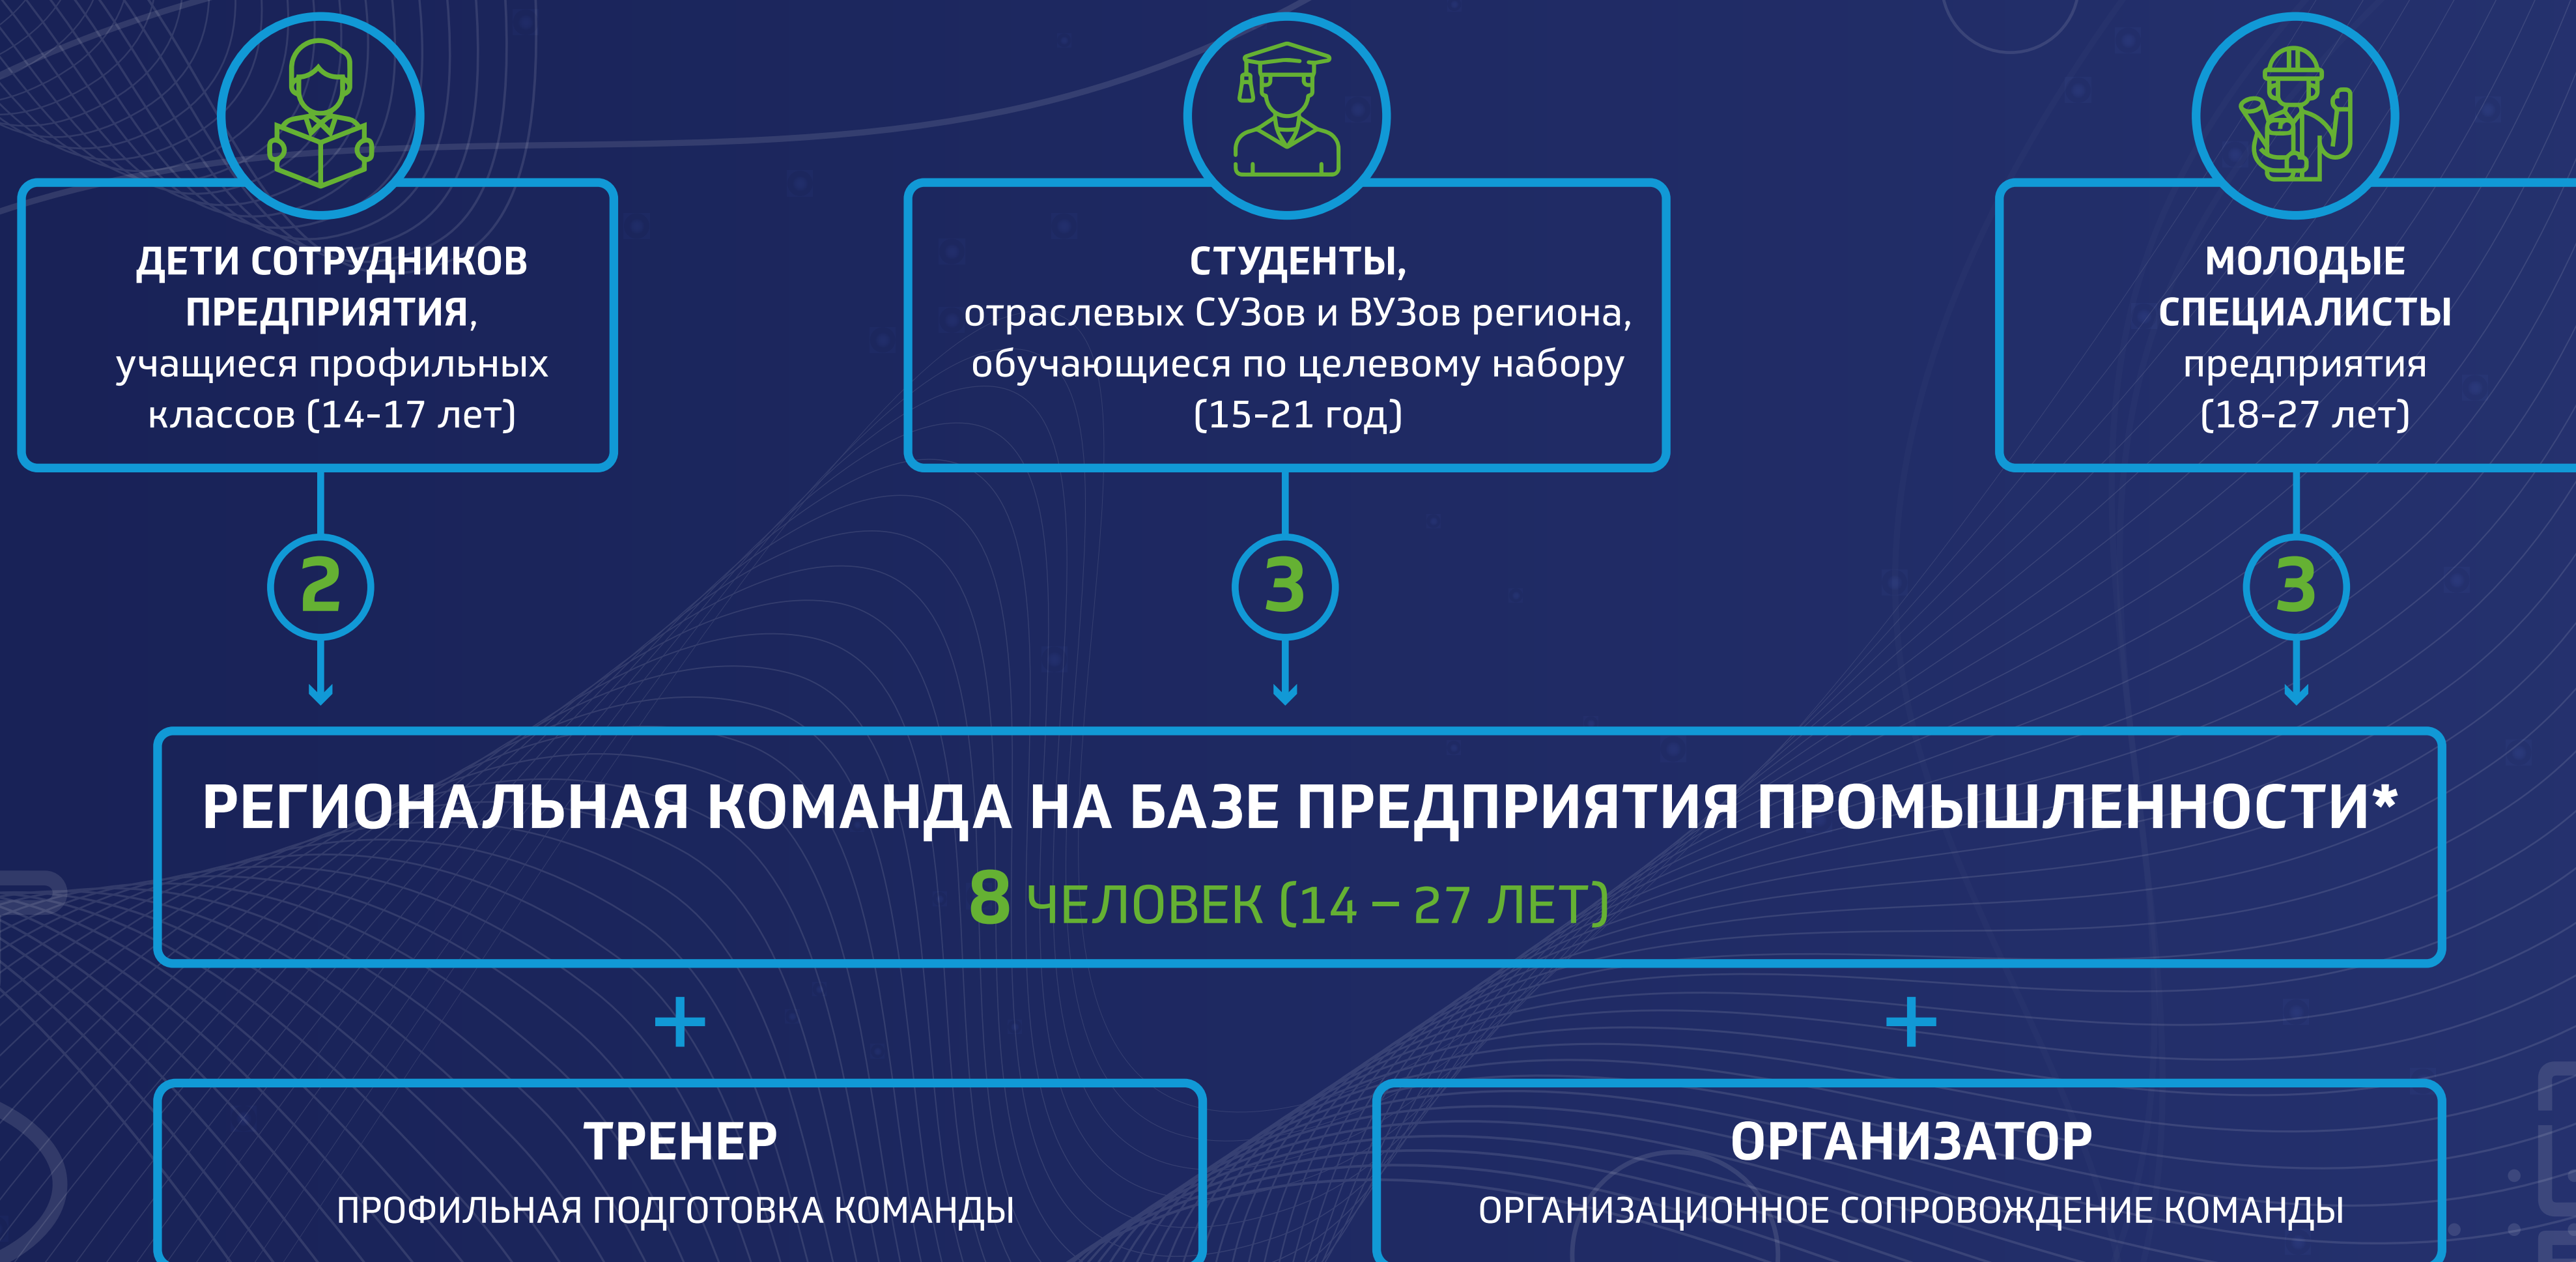 ДЕТИ СОТРУДНИКОВ
ПРЕДПРИЯТИЯ,
учащиеся профильных
классов (14-17 лет)
СТУДЕНТЫ,
отраслевых СУЗов и ВУЗов региона,
обучающиеся по целевому набору
(15-21 год)
МОЛОДЫЕ
СПЕЦИАЛИСТЫ
предприятия
(18-27 лет)
2
3
3
РЕГИОНАЛЬНАЯ КОМАНДА НА БАЗЕ ПРЕДПРИЯТИЯ ПРОМЫШЛЕННОСТИ*
8 ЧЕЛОВЕК (14 – 27 ЛЕТ)
+
+
ТРЕНЕР
ПРОФИЛЬНАЯ ПОДГОТОВКА КОМАНДЫ
ОРГАНИЗАТОР
ОРГАНИЗАЦИОННОЕ СОПРОВОЖДЕНИЕ КОМАНДЫ